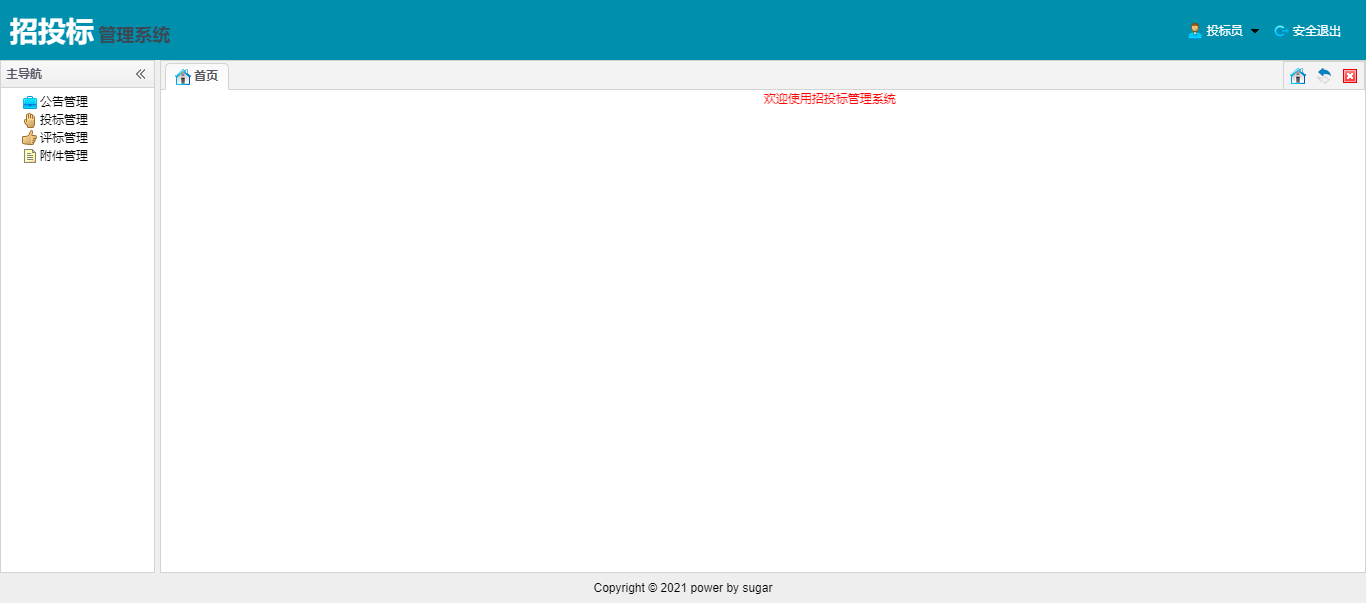 招投标 管理系统
投标员
安全退出
主导航
首页
公告管理
投标管理
评标管理
附件管理
欢迎使用招投标管理系统
Copyright © 2021 power by sugar